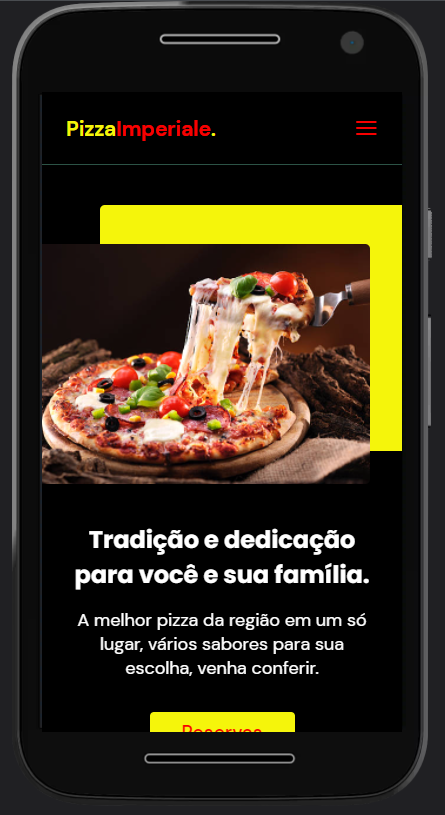 PizzaImperiale.
Tradição e dedicação
para você e sua família.
A melhor pizza da região em um só
lugar, vários sabores para sua
escolha, venha conferir.
Reservas